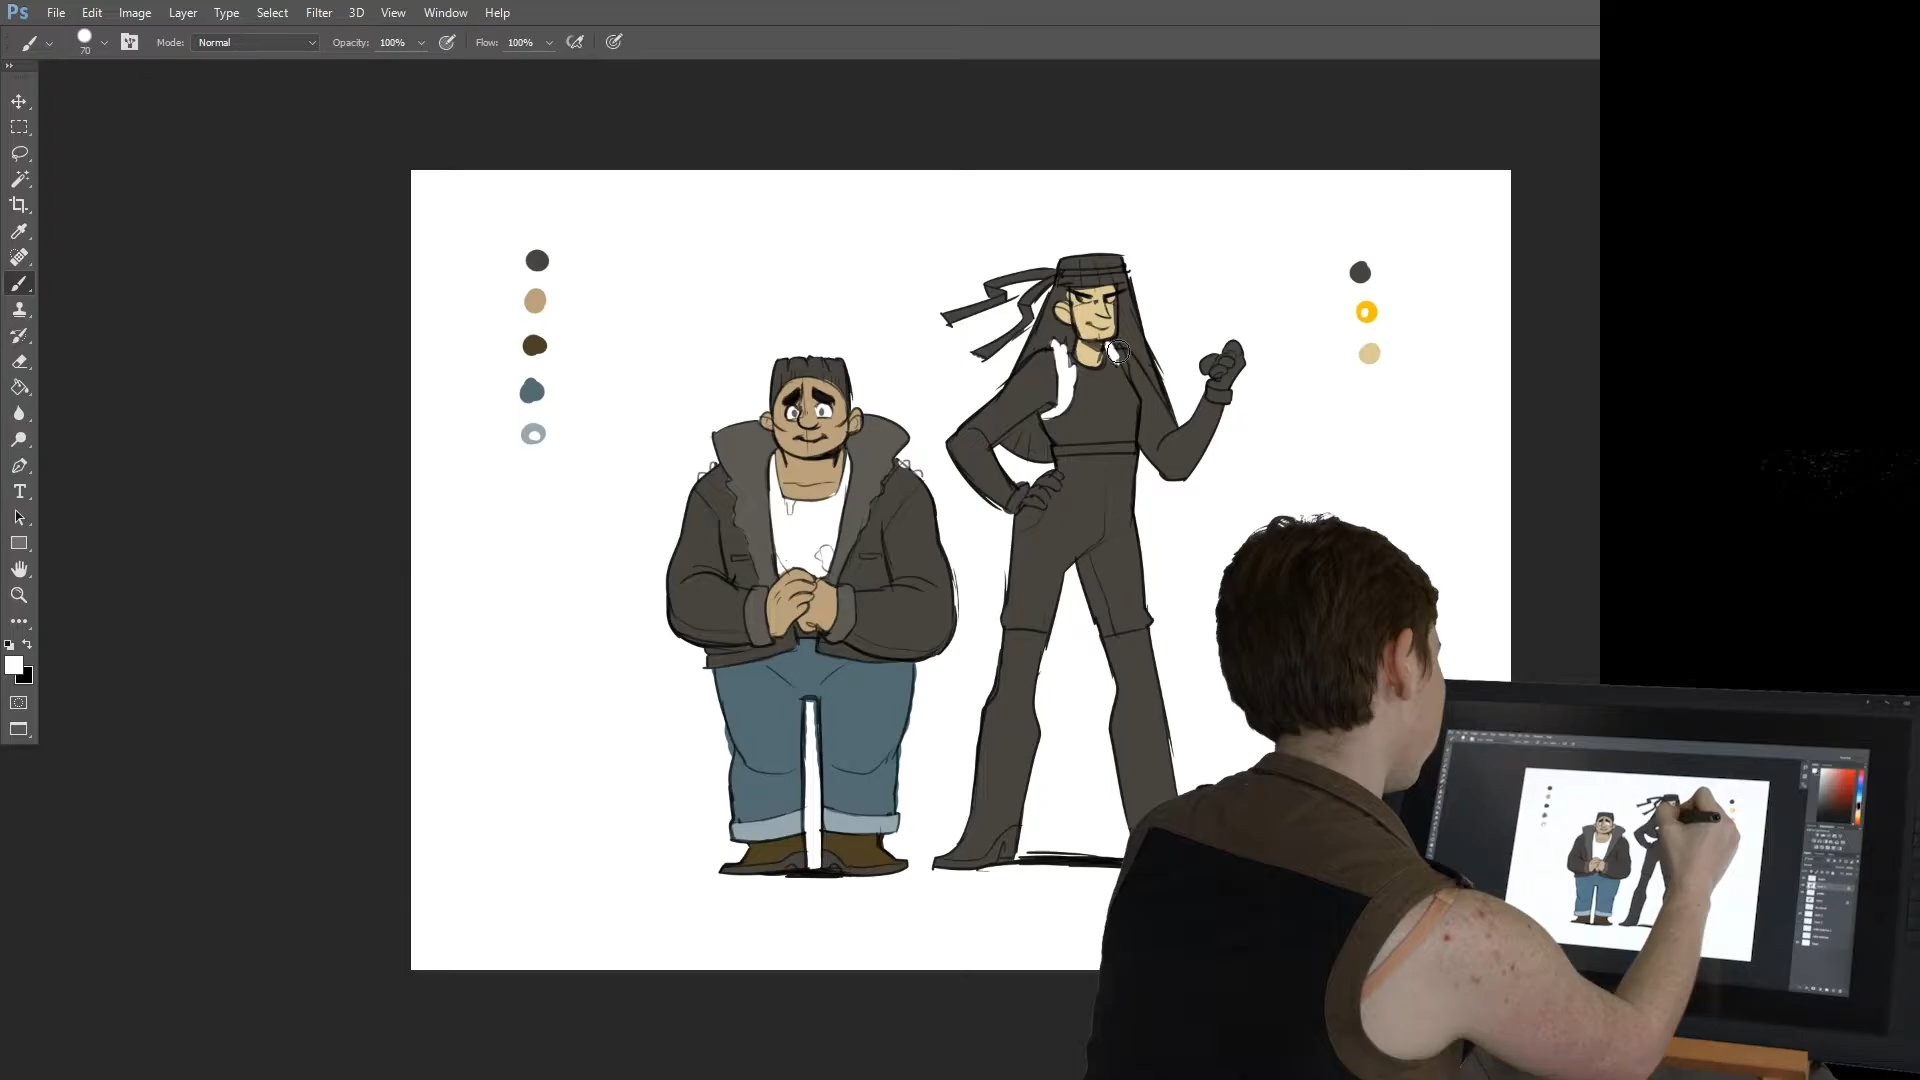 Ps File Edit Image Layer Type Select Filter 3D View Window Help
70 Mode: Normal Opacity: 100% Flow: 100%
T